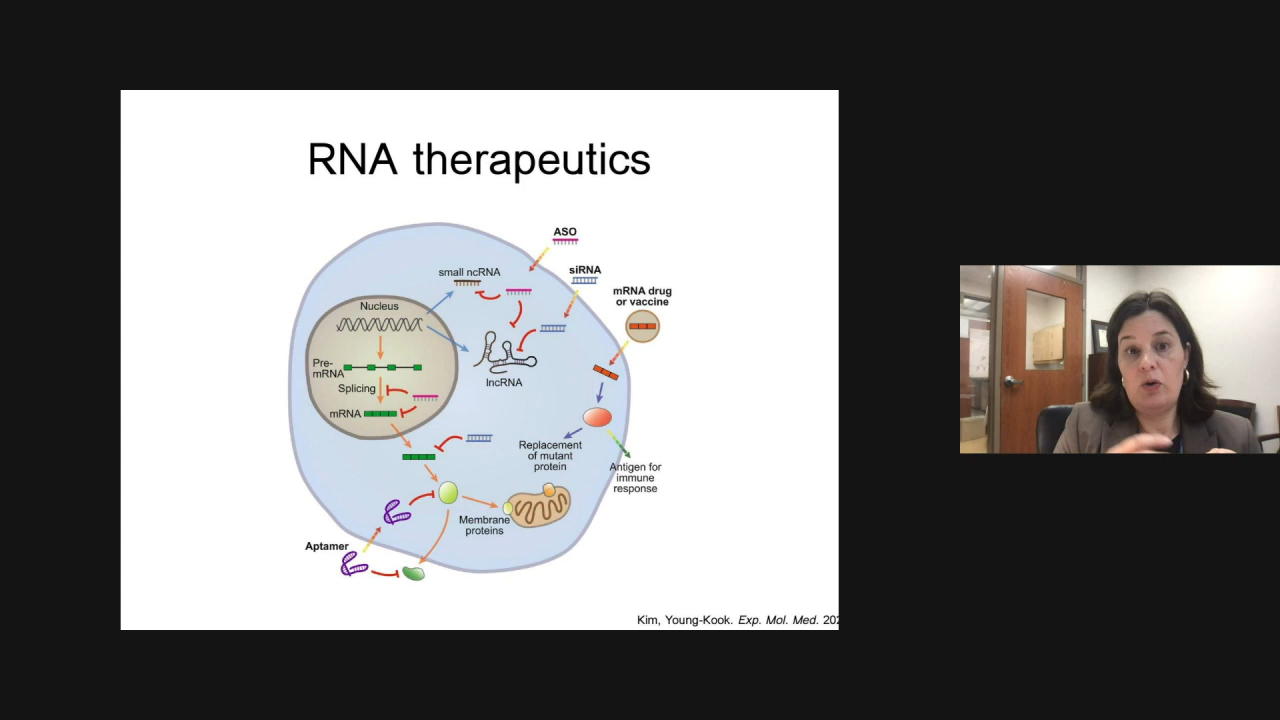 RNA therapeutics
ASO
small ncRNA
siRNA
mRNA drug
or vaccine
Nucleus
Pre-
mRNA
Splicing
lncRNA
mRNA
Replacement
of mutant
protein
Antigen for
immune
response
Membrane
proteins
Aptamer
Kim, Young-Kook. Exp. Mol. Med.